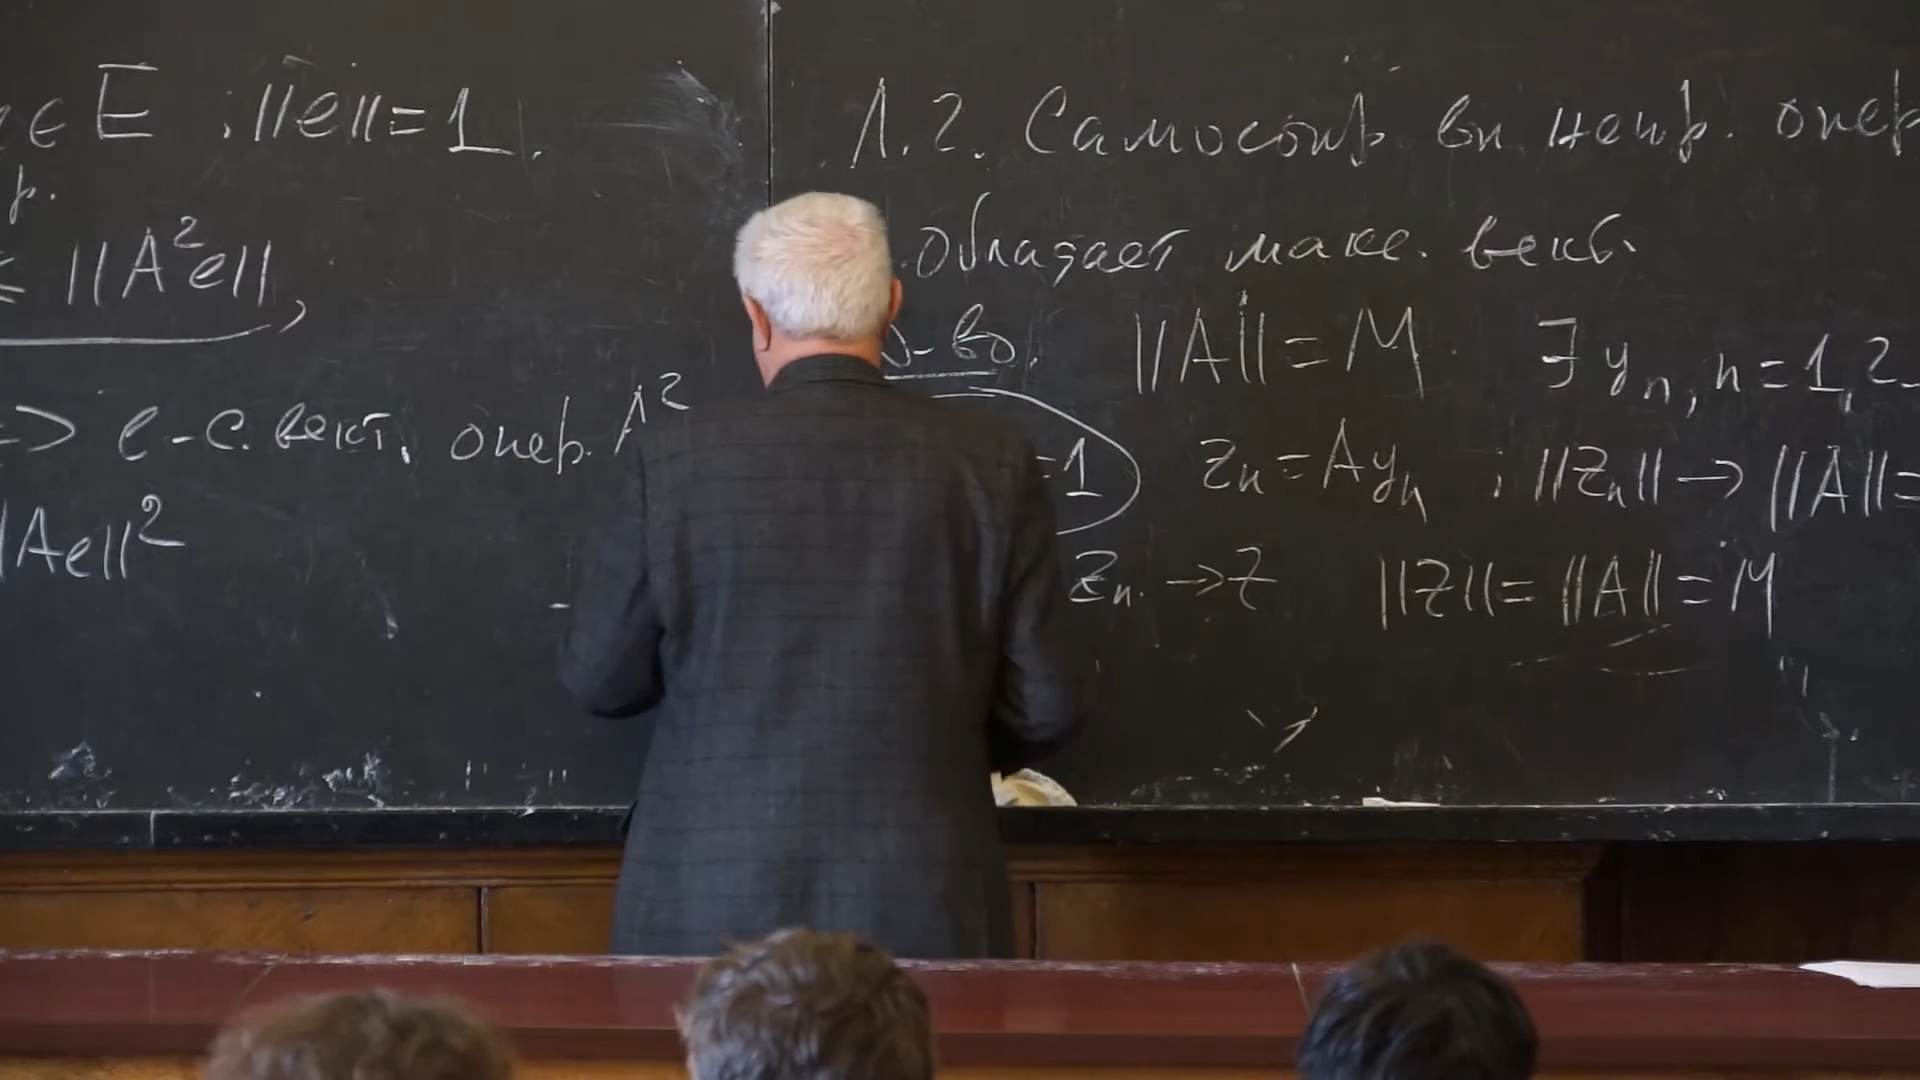 ∈ E : ||e|| = 1.
р.
≤ ||A²e||,
=> е - с. вект. опер. A²
||Ae||²
Л. 2. Самосопр вп. непр. опер
обладает макс. вект.
д-во. ||A|| = M. ∃ yₙ, n = 1, 2
= 1 zₙ = Ayₙ ; ||zₙ|| → ||A|| =
zₙ. → z ||z|| = ||A|| = M